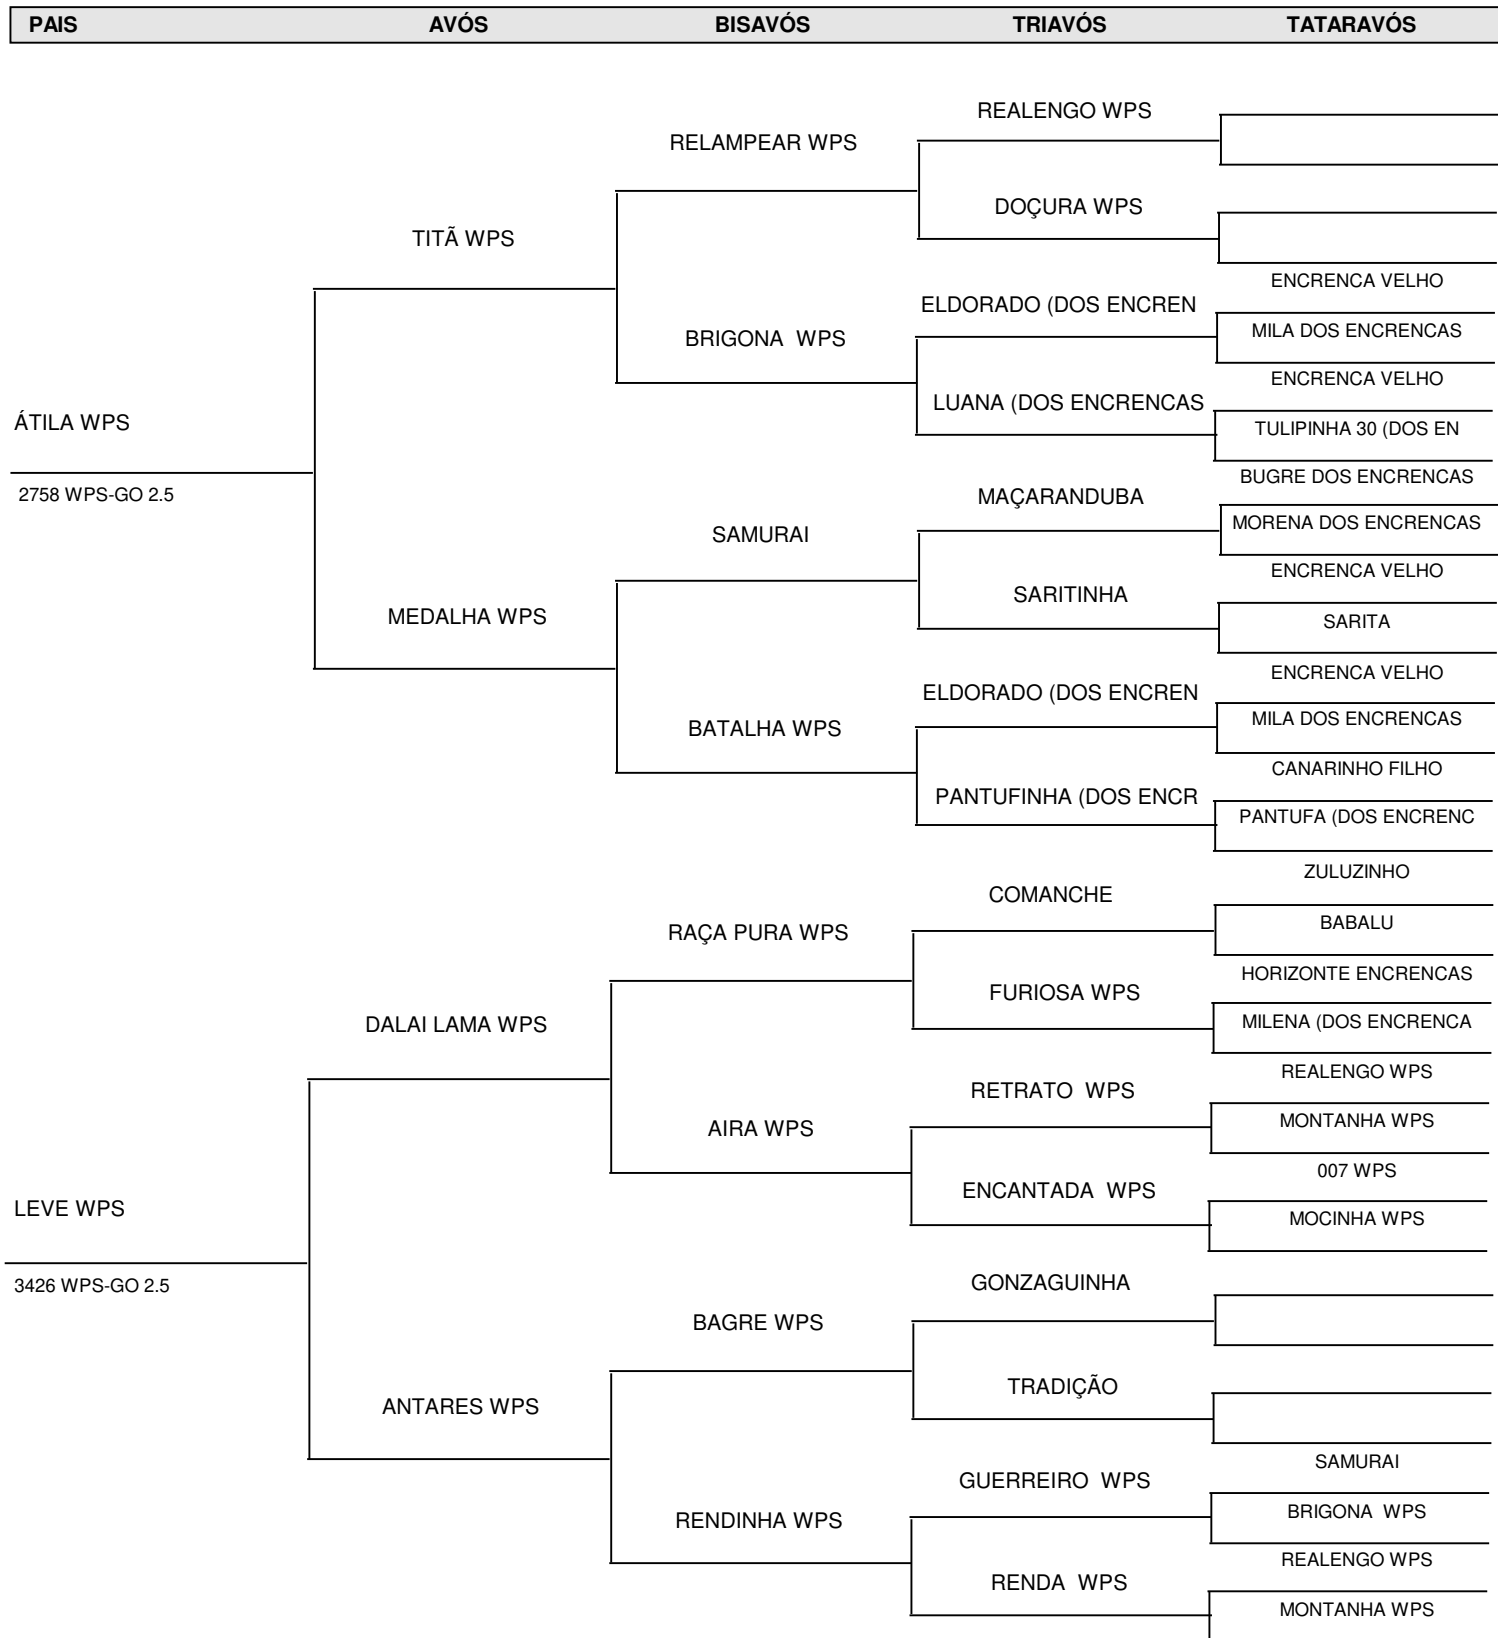 PAIS AVÓS BISAVÓS TRIAVÓS TATARAVÓS
REALENGO WPS
RELAMPEAR WPS
DOÇURA WPS
TITÃ WPS
ENCRENCA VELHO
ELDORADO (DOS ENCREN
MILA DOS ENCRENCAS
BRIGONA WPS
ENCRENCA VELHO
LUANA (DOS ENCRENCAS
ÁTILA WPS
TULIPINHA 30 (DOS EN
BUGRE DOS ENCRENCAS
2758 WPS-GO 2.5
MAÇARANDUBA
MORENA DOS ENCRENCAS
SAMURAI
ENCRENCA VELHO
SARITINHA
MEDALHA WPS
SARITA
ENCRENCA VELHO
ELDORADO (DOS ENCREN
MILA DOS ENCRENCAS
BATALHA WPS
CANARINHO FILHO
PANTUFINHA (DOS ENCR
PANTUFA (DOS ENCRENC
ZULUZINHO
COMANCHE
BABALU
RAÇA PURA WPS
HORIZONTE ENCRENCAS
FURIOSA WPS
MILENA (DOS ENCRENCA
DALAI LAMA WPS
REALENGO WPS
RETRATO WPS
MONTANHA WPS
AIRA WPS
007 WPS
ENCANTADA WPS
LEVE WPS
MOCINHA WPS
3426 WPS-GO 2.5
GONZAGUINHA
BAGRE WPS
TRADIÇÃO
ANTARES WPS
SAMURAI
GUERREIRO WPS
BRIGONA WPS
RENDINHA WPS
REALENGO WPS
RENDA WPS
MONTANHA WPS